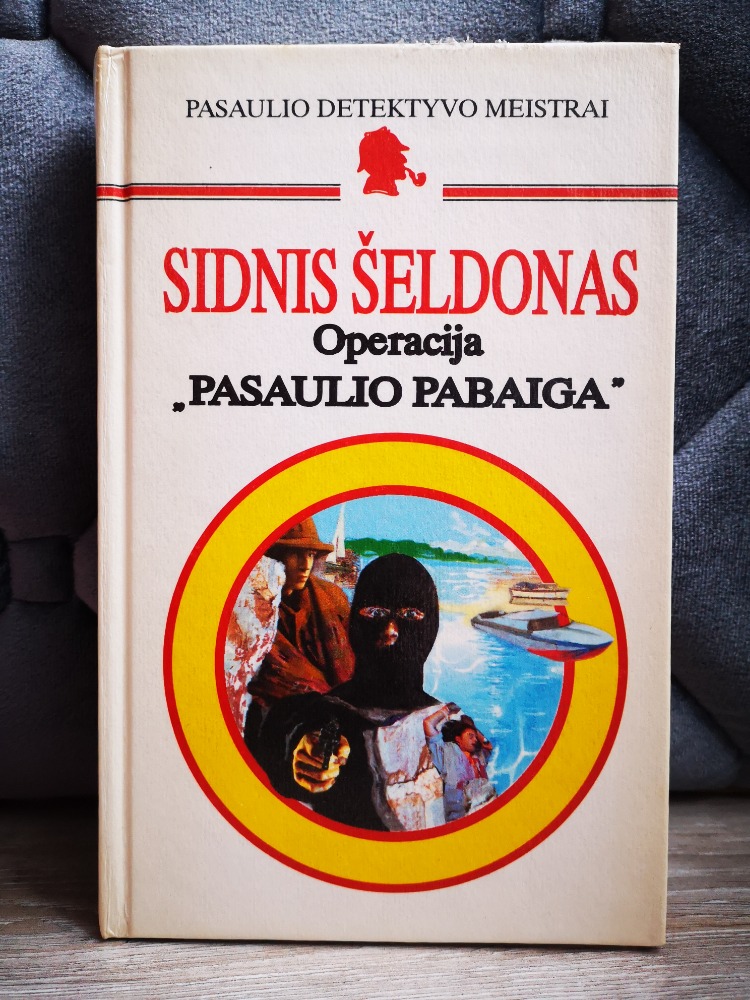 PASAULIO DETEKTYVO MEISTRAI
SIDNIS ŠELDONAS
Operacija
„PASAULIO PABAIGA”